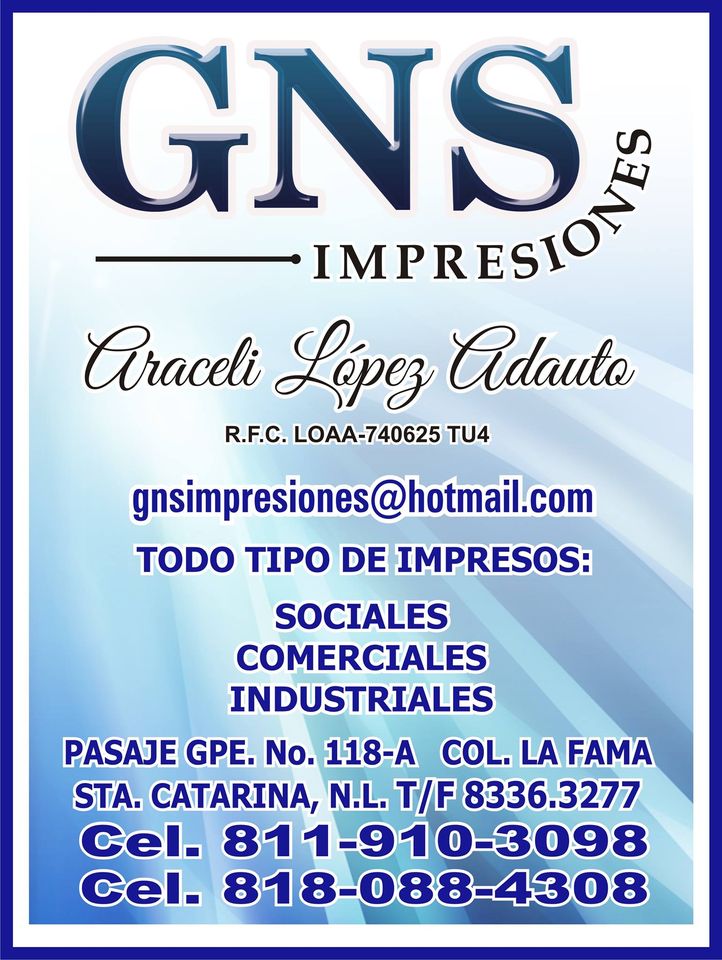 GNS
IMPRESIONES
Araceli López Adauto
R.F.C. LOAA-740625 TU4
gnsimpresiones@hotmail.com
TODO TIPO DE IMPRESOS:
SOCIALES
COMERCIALES
INDUSTRIALES
PASAJE GPE. No. 118-A COL. LA FAMA
STA. CATARINA, N.L. T/F 8336.3277
Cel. 811-910-3098
Cel. 818-088-4308